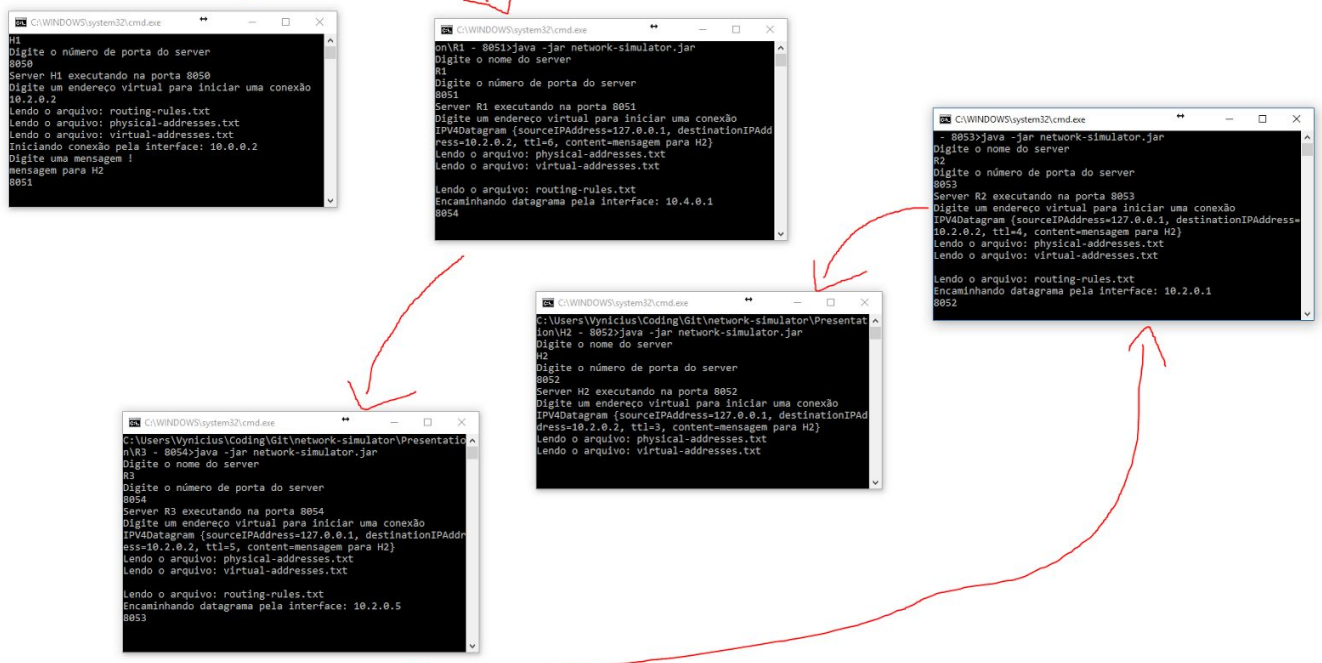 C:\WINDOWS\system32\cmd.exe
H1
Digite o número de porta do server
8050
Server H1 executando na porta 8050
Digite um endereço virtual para iniciar uma conexão
10.2.0.2
Lendo o arquivo: routing-rules.txt
Lendo o arquivo: physical-addresses.txt
Lendo o arquivo: virtual-addresses.txt
Iniciando conexão pela interface: 10.0.0.2
Digite uma mensagem !
mensagem para H2
8051
C:\WINDOWS\system32\cmd.exe
on\R1 - 8051>java -jar network-simulator.jar
Digite o nome do server
R1
Digite o número de porta do server
8051
Server R1 executando na porta 8051
Digite um endereço virtual para iniciar uma conexão
IPV4Datagram {sourceIPAddress=127.0.0.1, destinationIPAdd
ress=10.2.0.2, ttl=6, content=mensagem para H2}
Lendo o arquivo: physical-addresses.txt
Lendo o arquivo: virtual-addresses.txt
Lendo o arquivo: routing-rules.txt
Encaminhando datagrama pela interface: 10.4.0.1
8054
C:\WINDOWS\system32\cmd.exe
- 8053>java -jar network-simulator.jar
Digite o nome do server
R2
Digite o número de porta do server
8053
Server R2 executando na porta 8053
Digite um endereço virtual para iniciar uma conexão
IPV4Datagram {sourceIPAddress=127.0.0.1, destinationIPAddress=
10.2.0.2, ttl=4, content=mensagem para H2}
Lendo o arquivo: physical-addresses.txt
Lendo o arquivo: virtual-addresses.txt
Lendo o arquivo: routing-rules.txt
Encaminhando datagrama pela interface: 10.2.0.1
8052
C:\WINDOWS\system32\cmd.exe
C:\Users\Vynicius\Coding\Git\network-simulator\Presentat
ion\H2 - 8052>java -jar network-simulator.jar
Digite o nome do server
H2
Digite o número de porta do server
8052
Server H2 executando na porta 8052
Digite um endereço virtual para iniciar uma conexão
IPV4Datagram {sourceIPAddress=127.0.0.1, destinationIPAd
dress=10.2.0.2, ttl=3, content=mensagem para H2}
Lendo o arquivo: physical-addresses.txt
Lendo o arquivo: virtual-addresses.txt
C:\WINDOWS\system32\cmd.exe
C:\Users\Vynicius\Coding\Git\network-simulator\Presentatio
n\R3 - 8054>java -jar network-simulator.jar
Digite o nome do server
R3
Digite o número de porta do server
8054
Server R3 executando na porta 8054
Digite um endereço virtual para iniciar uma conexão
IPV4Datagram {sourceIPAddress=127.0.0.1, destinationIPAddr
ess=10.2.0.2, ttl=5, content=mensagem para H2}
Lendo o arquivo: physical-addresses.txt
Lendo o arquivo: virtual-addresses.txt
Lendo o arquivo: routing-rules.txt
Encaminhando datagrama pela interface: 10.2.0.5
8053